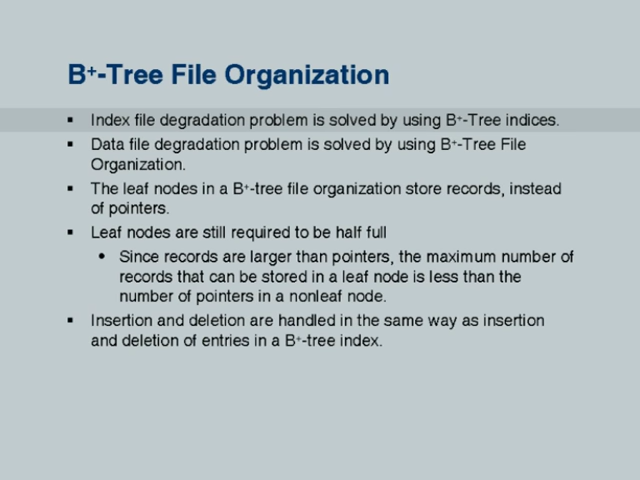 B+-Tree File Organization
▪ Index file degradation problem is solved by using B+-Tree indices.
▪ Data file degradation problem is solved by using B+-Tree File
Organization.
▪ The leaf nodes in a B+-tree file organization store records, instead
of pointers.
▪ Leaf nodes are still required to be half full
• Since records are larger than pointers, the maximum number of
records that can be stored in a leaf node is less than the
number of pointers in a nonleaf node.
▪ Insertion and deletion are handled in the same way as insertion
and deletion of entries in a B+-tree index.